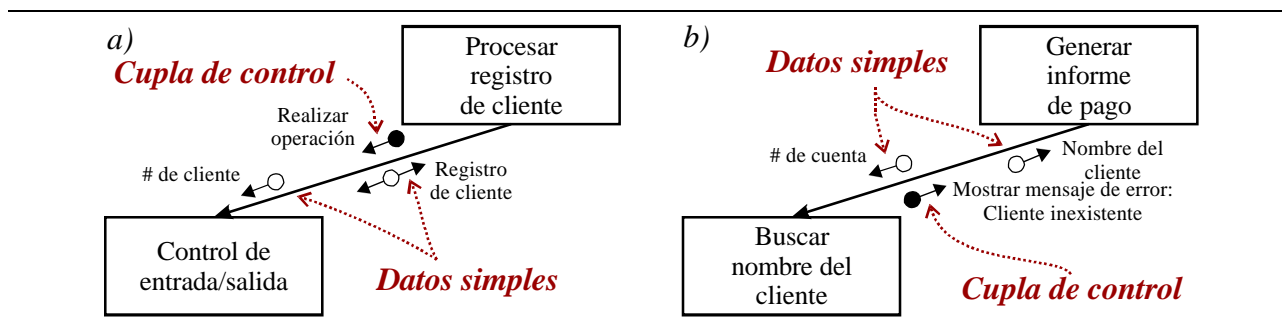 a)
Procesar
registro
de cliente
Cupla de control
Realizar
operación
# de cliente
Registro
de cliente
Control de
entrada/salida
Datos simples
b)
Generar
informe
de pago
Datos simples
# de cuenta
Nombre del
cliente
Mostrar mensaje de error:
Cliente inexistente
Buscar
nombre del
cliente
Cupla de control